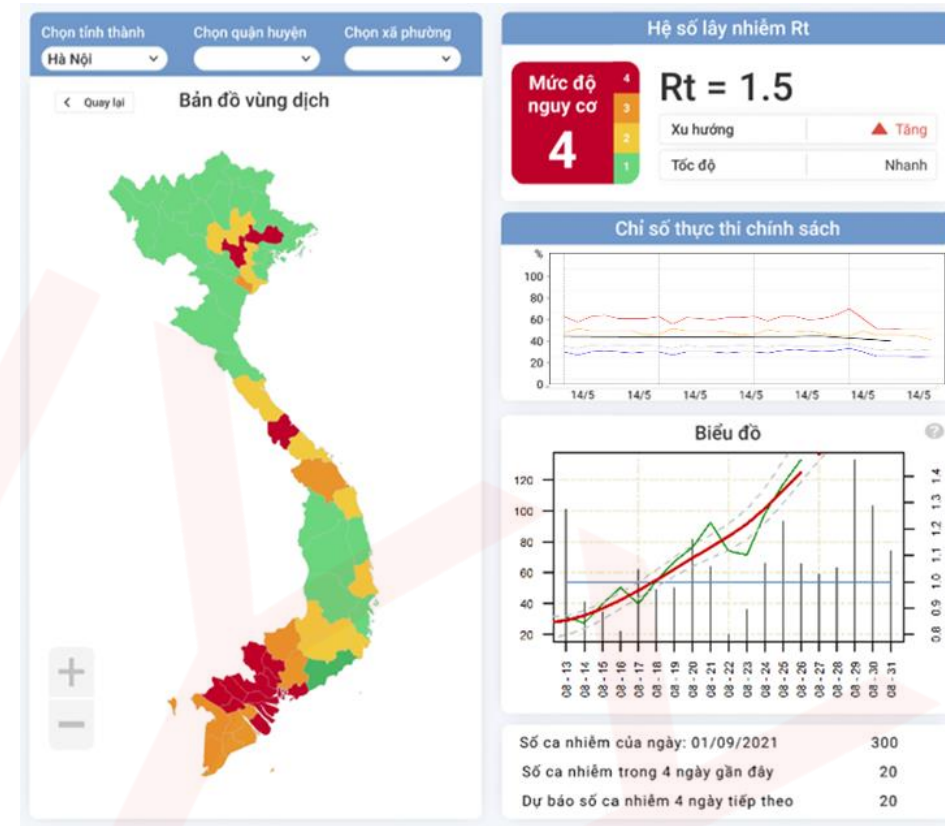 Chọn tỉnh thành
Chọn quận huyện
Chọn xã phường
Hà Nội
Quay lại
Bản đồ vùng dịch
+
−
Hệ số lây nhiễm Rt
Mức độ nguy cơ
4
4
3
2
1
Rt = 1.5
Xu hướng
Tăng
Tốc độ
Nhanh
Chỉ số thực thi chính sách
%
100
80
60
40
20
0
14/5 14/5 14/5 14/5 14/5 14/5 14/5
Biểu đồ
?
120
100
80
60
40
20
1.4
1.3
1.2
1.1
1.0
0.9
0.8
08 - 13
08 - 14
08 - 15
08 - 16
08 - 17
08 - 18
08 - 19
08 - 20
08 - 21
08 - 22
08 - 23
08 - 24
08 - 25
08 - 26
08 - 27
08 - 28
08 - 29
08 - 30
08 - 31
Số ca nhiễm của ngày: 01/09/2021 300
Số ca nhiễm trong 4 ngày gần đây 20
Dự báo số ca nhiễm 4 ngày tiếp theo 20